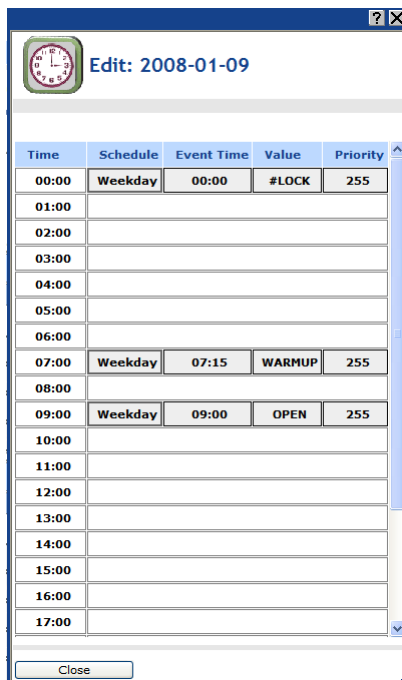 Edit: 2008-01-09
Time Schedule Event Time Value Priority
00:00 Weekday 00:00 #LOCK 255
01:00
02:00
03:00
04:00
05:00
06:00
07:00 Weekday 07:15 WARMUP 255
08:00
09:00 Weekday 09:00 OPEN 255
10:00
11:00
12:00
13:00
14:00
15:00
16:00
17:00
Close